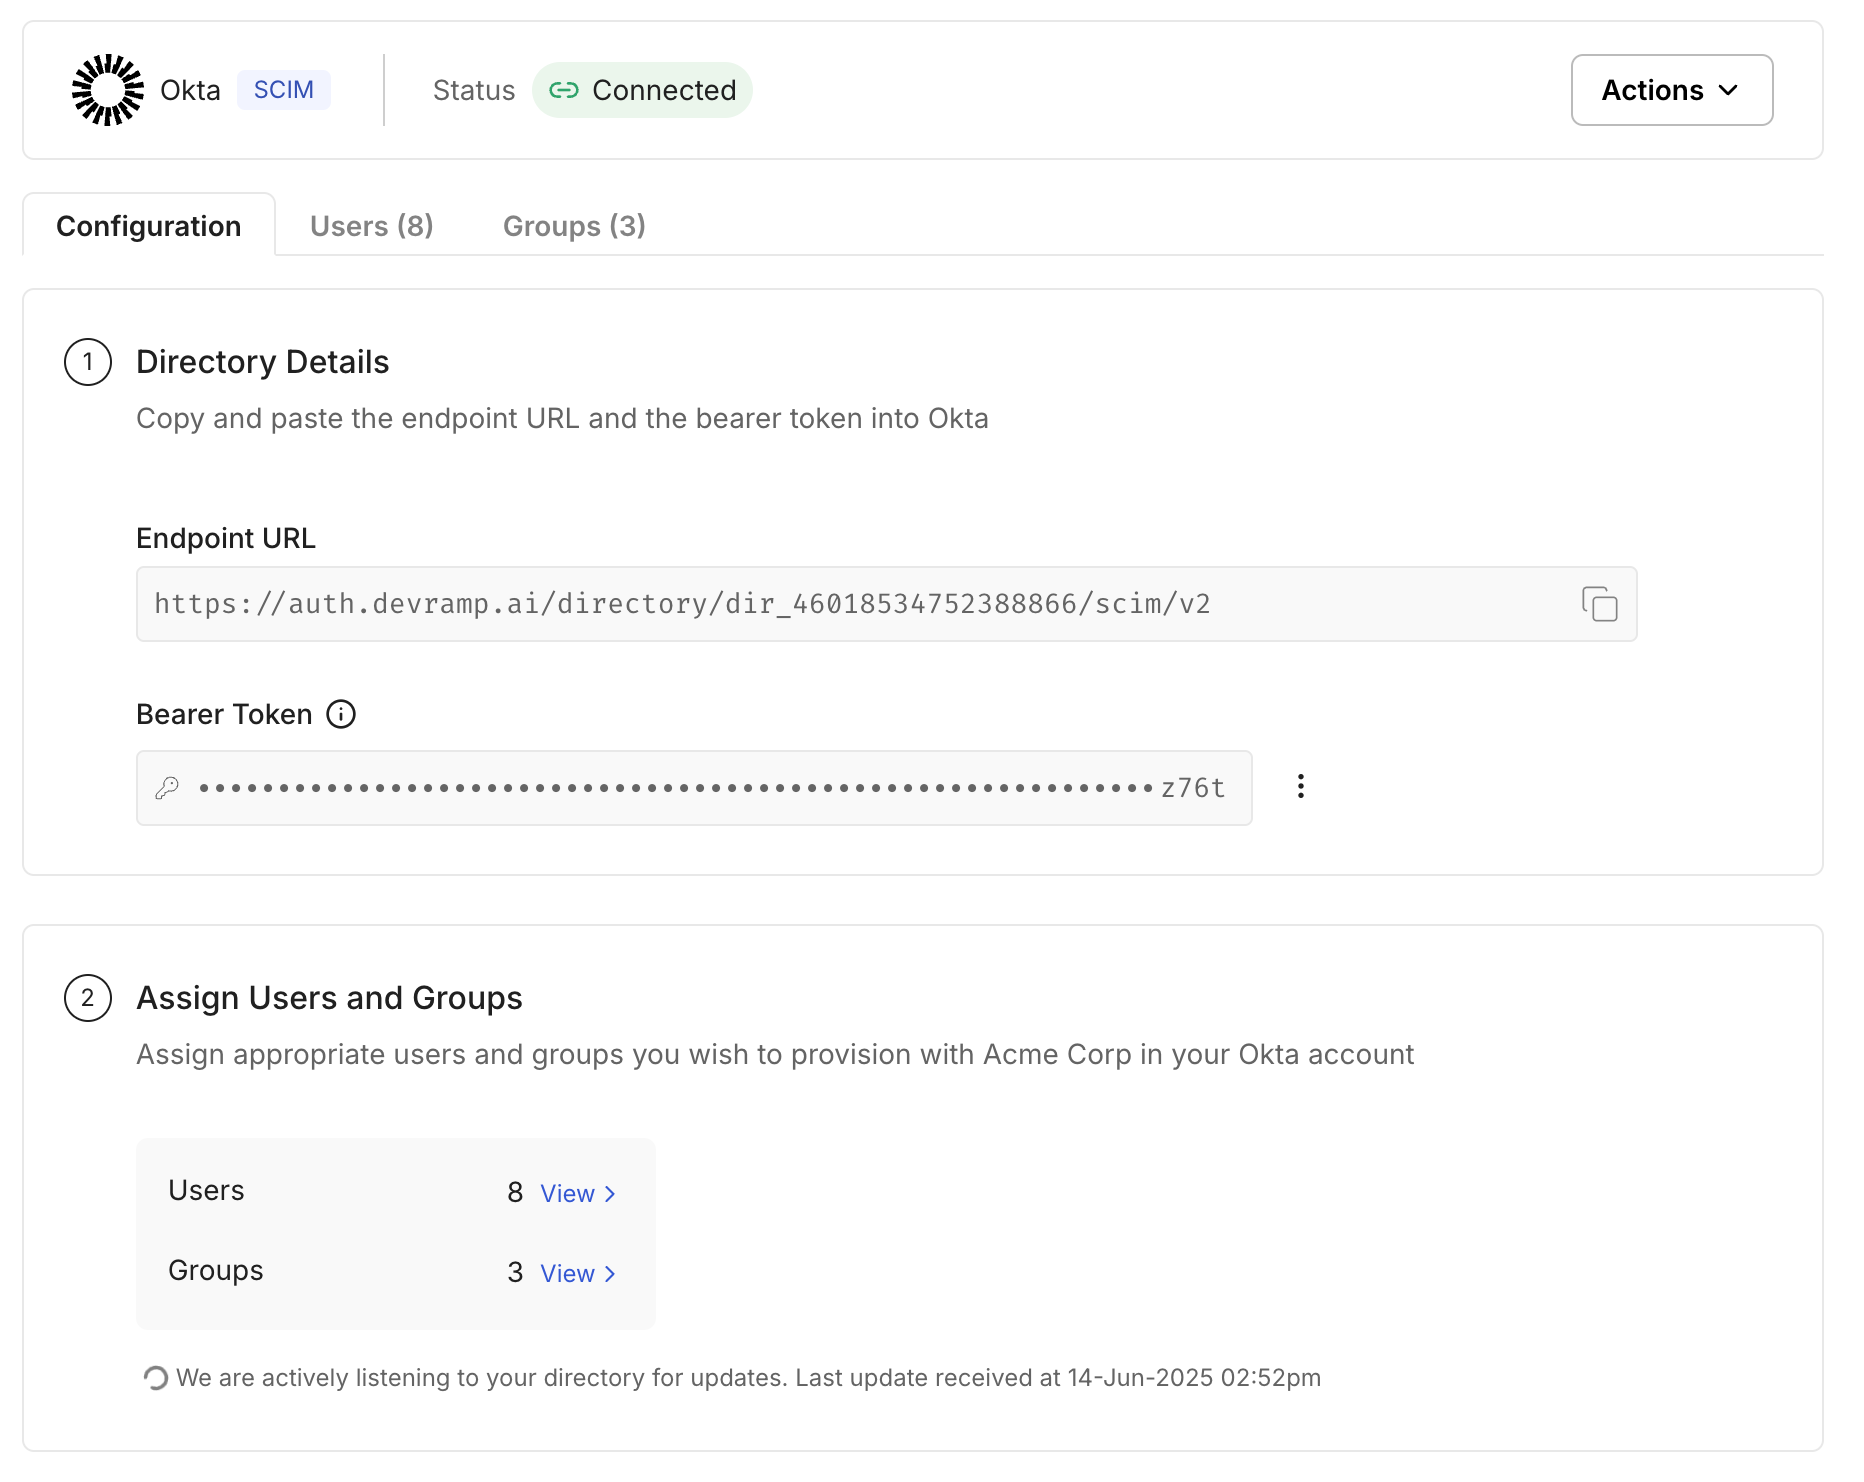 Okta SCIM Status Connected Actions
Configuration Users (8) Groups (3)
1 Directory Details
Copy and paste the endpoint URL and the bearer token into Okta
Endpoint URL
https://auth.devramp.ai/directory/dir_46018534752388866/scim/v2
Bearer Token
••••••••••••••••••••••••••••••••••••••••••••••••••••••••••••z76t
2 Assign Users and Groups
Assign appropriate users and groups you wish to provision with Acme Corp in your Okta account
Users 8 View >
Groups 3 View >
We are actively listening to your directory for updates. Last update received at 14-Jun-2025 02:52pm